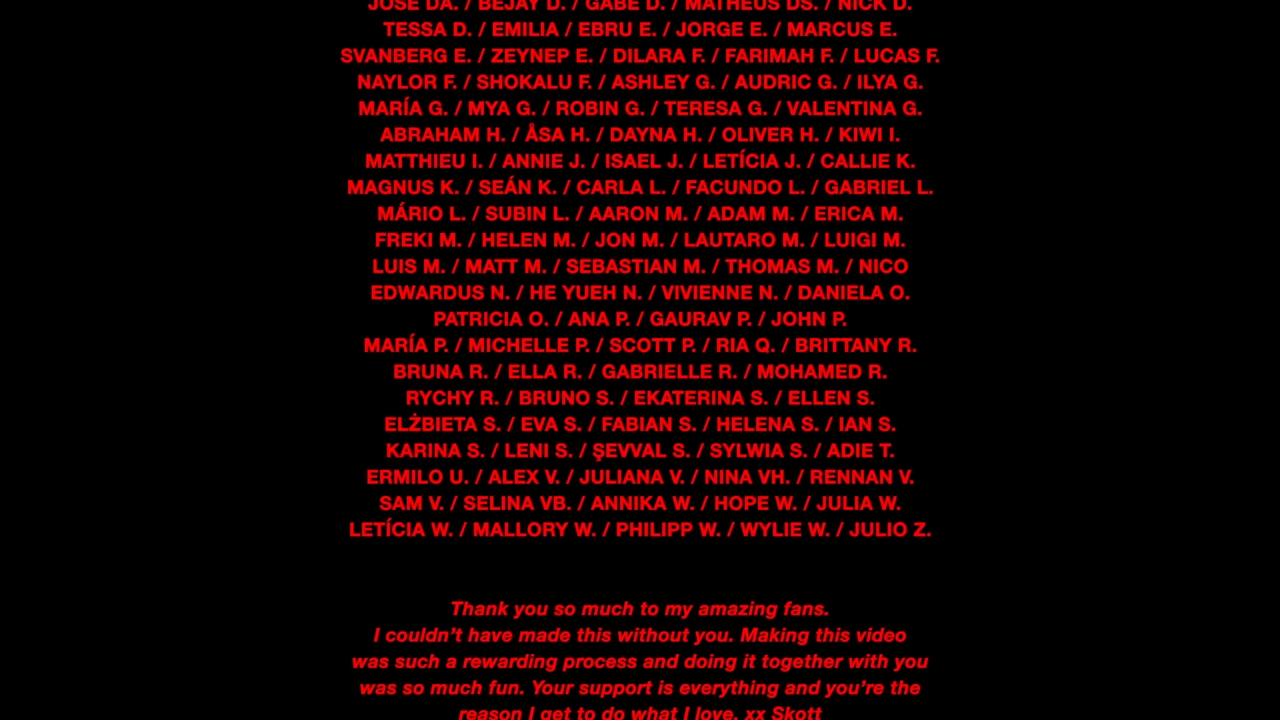 JOSÉ DA. / BEJAY D. / GABE D. / MATHEUS DS. / NICK D.
TESSA D. / EMILIA / EBRU E. / JORGE E. / MARCUS E.
SVANBERG E. / ZEYNEP E. / DILARA F. / FARIMAH F. / LUCAS F.
NAYLOR F. / SHOKALU F. / ASHLEY G. / AUDRIC G. / ILYA G.
MARÍA G. / MYA G. / ROBIN G. / TERESA G. / VALENTINA G.
ABRAHAM H. / ÅSA H. / DAYNA H. / OLIVER H. / KIWI I.
MATTHIEU I. / ANNIE J. / ISAEL J. / LETÍCIA J. / CALLIE K.
MAGNUS K. / SEÁN K. / CARLA L. / FACUNDO L. / GABRIEL L.
MÁRIO L. / SUBIN L. / AARON M. / ADAM M. / ERICA M.
FREKI M. / HELEN M. / JON M. / LAUTARO M. / LUIGI M.
LUIS M. / MATT M. / SEBASTIAN M. / THOMAS M. / NICO
EDWARDUS N. / HE YUEH N. / VIVIENNE N. / DANIELA O.
PATRICIA O. / ANA P. / GAURAV P. / JOHN P.
MARÍA P. / MICHELLE P. / SCOTT P. / RIA Q. / BRITTANY R.
BRUNA R. / ELLA R. / GABRIELLE R. / MOHAMED R.
RYCHY R. / BRUNO S. / EKATERINA S. / ELLEN S.
ELŻBIETA S. / EVA S. / FABIAN S. / HELENA S. / IAN S.
KARINA S. / LENI S. / ŞEVVAL S. / SYLWIA S. / ADIE T.
ERMILO U. / ALEX V. / JULIANA V. / NINA VH. / RENNAN V.
SAM V. / SELINA VB. / ANNIKA W. / HOPE W. / JULIA W.
LETÍCIA W. / MALLORY W. / PHILIPP W. / WYLIE W. / JULIO Z.
Thank you so much to my amazing fans.
I couldn't have made this without you. Making this video
was such a rewarding process and doing it together with you
was so much fun. Your support is everything and you're the
reason I get to do what I love. xx Skott